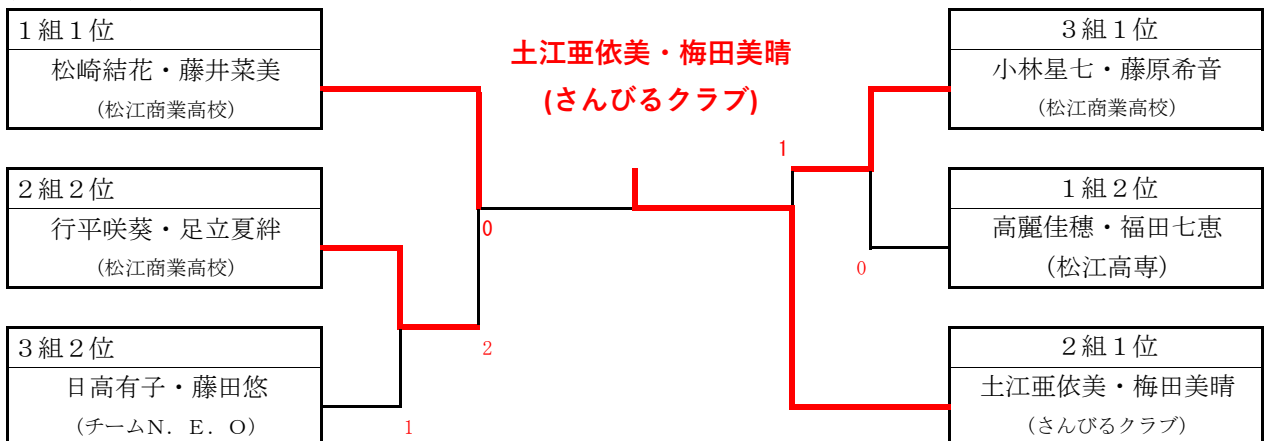 1組1位
松崎結花・藤井菜美
(松江商業高校)
2組2位
行平咲葵・足立夏絆
(松江商業高校)
3組2位
日高有子・藤田悠
(チームN．E．O)
土江亜依美・梅田美晴
(さんびるクラブ)
1
0
0
2
1
3組1位
小林星七・藤原希音
(松江商業高校)
1組2位
高麗佳穂・福田七恵
(松江高専)
2組1位
土江亜依美・梅田美晴
(さんびるクラブ)